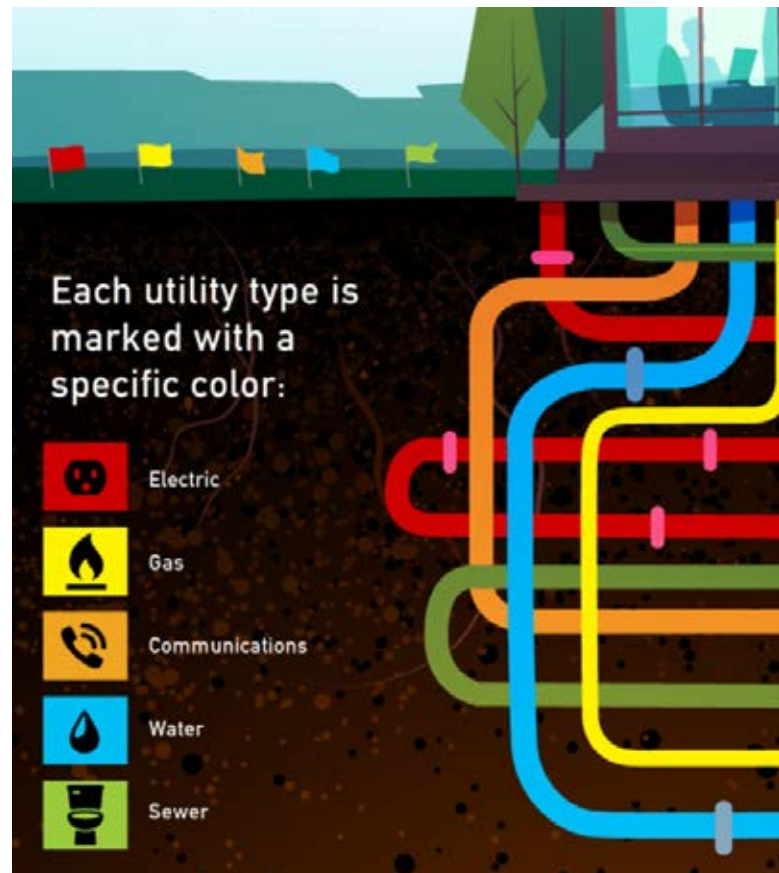 Each utility type is
marked with a
specific color:
Electric
Gas
Communications
Water
Sewer